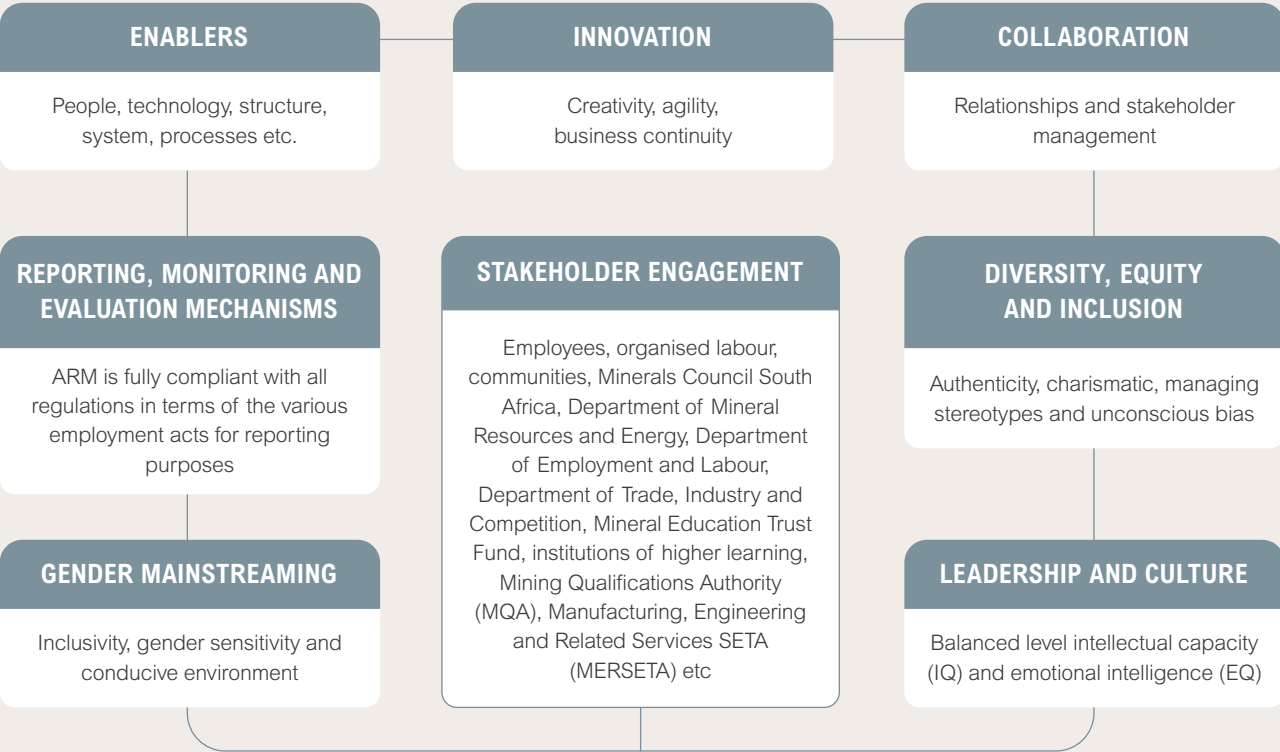 ENABLERS
People, technology, structure,
system, processes etc.
INNOVATION
Creativity, agility,
business continuity
COLLABORATION
Relationships and stakeholder
management
REPORTING, MONITORING AND
EVALUATION MECHANISMS
ARM is fully compliant with all
regulations in terms of the various
employment acts for reporting
purposes
STAKEHOLDER ENGAGEMENT
Employees, organised labour,
communities, Minerals Council South
Africa, Department of Mineral
Resources and Energy, Department
of Employment and Labour,
Department of Trade, Industry and
Competition, Mineral Education Trust
Fund, institutions of higher learning,
Mining Qualifications Authority
(MQA), Manufacturing, Engineering
and Related Services SETA
(MERSETA) etc
DIVERSITY, EQUITY
AND INCLUSION
Authenticity, charismatic, managing
stereotypes and unconscious bias
GENDER MAINSTREAMING
Inclusivity, gender sensitivity and
conducive environment
LEADERSHIP AND CULTURE
Balanced level intellectual capacity
(IQ) and emotional intelligence (EQ)